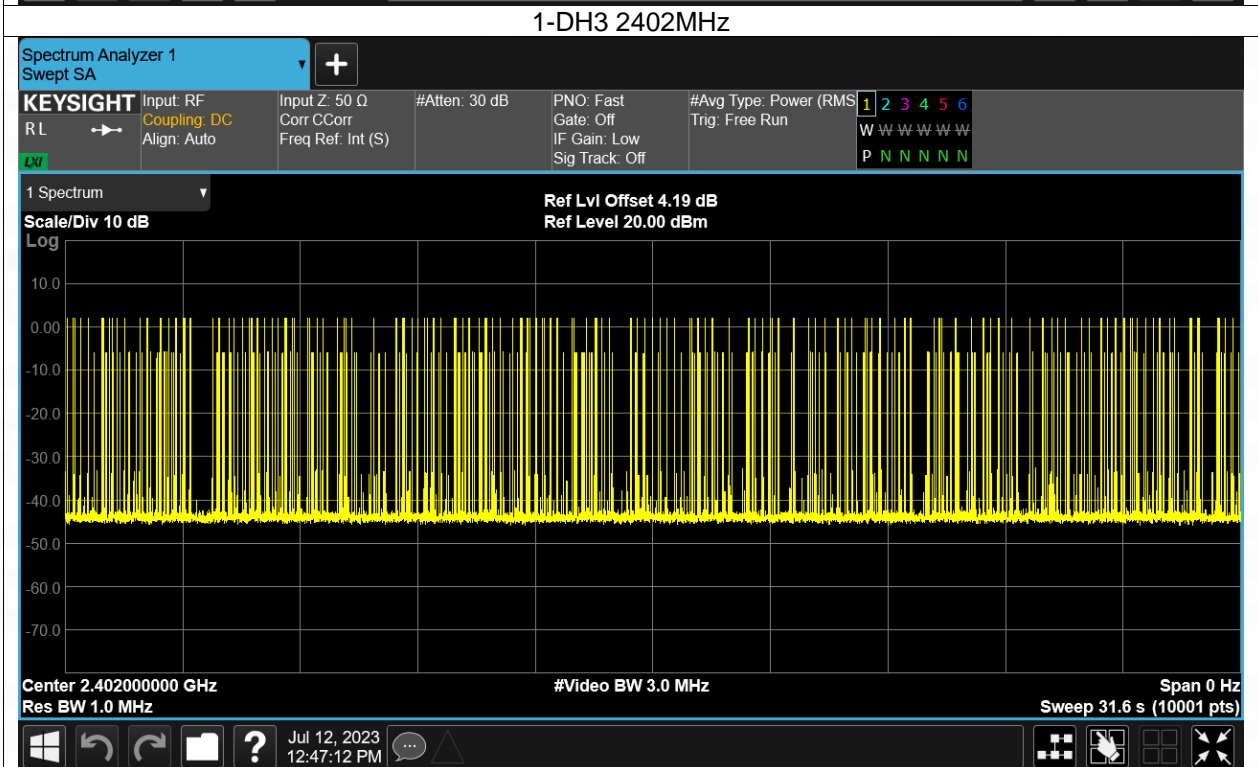 1-DH3 2402MHz
Spectrum Analyzer 1
Swept SA
KEYSIGHT
R L
LXI
Input: RF
Coupling: DC
Align: Auto
Input Z: 50 Ω
Corr CCorr
Freq Ref: Int (S)
#Atten: 30 dB
PNO: Fast
Gate: Off
IF Gain: Low
Sig Track: Off
#Avg Type: Power (RMS
Trig: Free Run
1 2 3 4 5 6
W W W W W W
P N N N N N
1 Spectrum
Scale/Div 10 dB
Ref Lvl Offset 4.19 dB
Ref Level 20.00 dBm
Log
10.0
0.00
-10.0
-20.0
-30.0
-40.0
-50.0
-60.0
-70.0
Center 2.402000000 GHz
Res BW 1.0 MHz
#Video BW 3.0 MHz
Span 0 Hz
Sweep 31.6 s (10001 pts)
?
Jul 12, 2023
12:47:12 PM